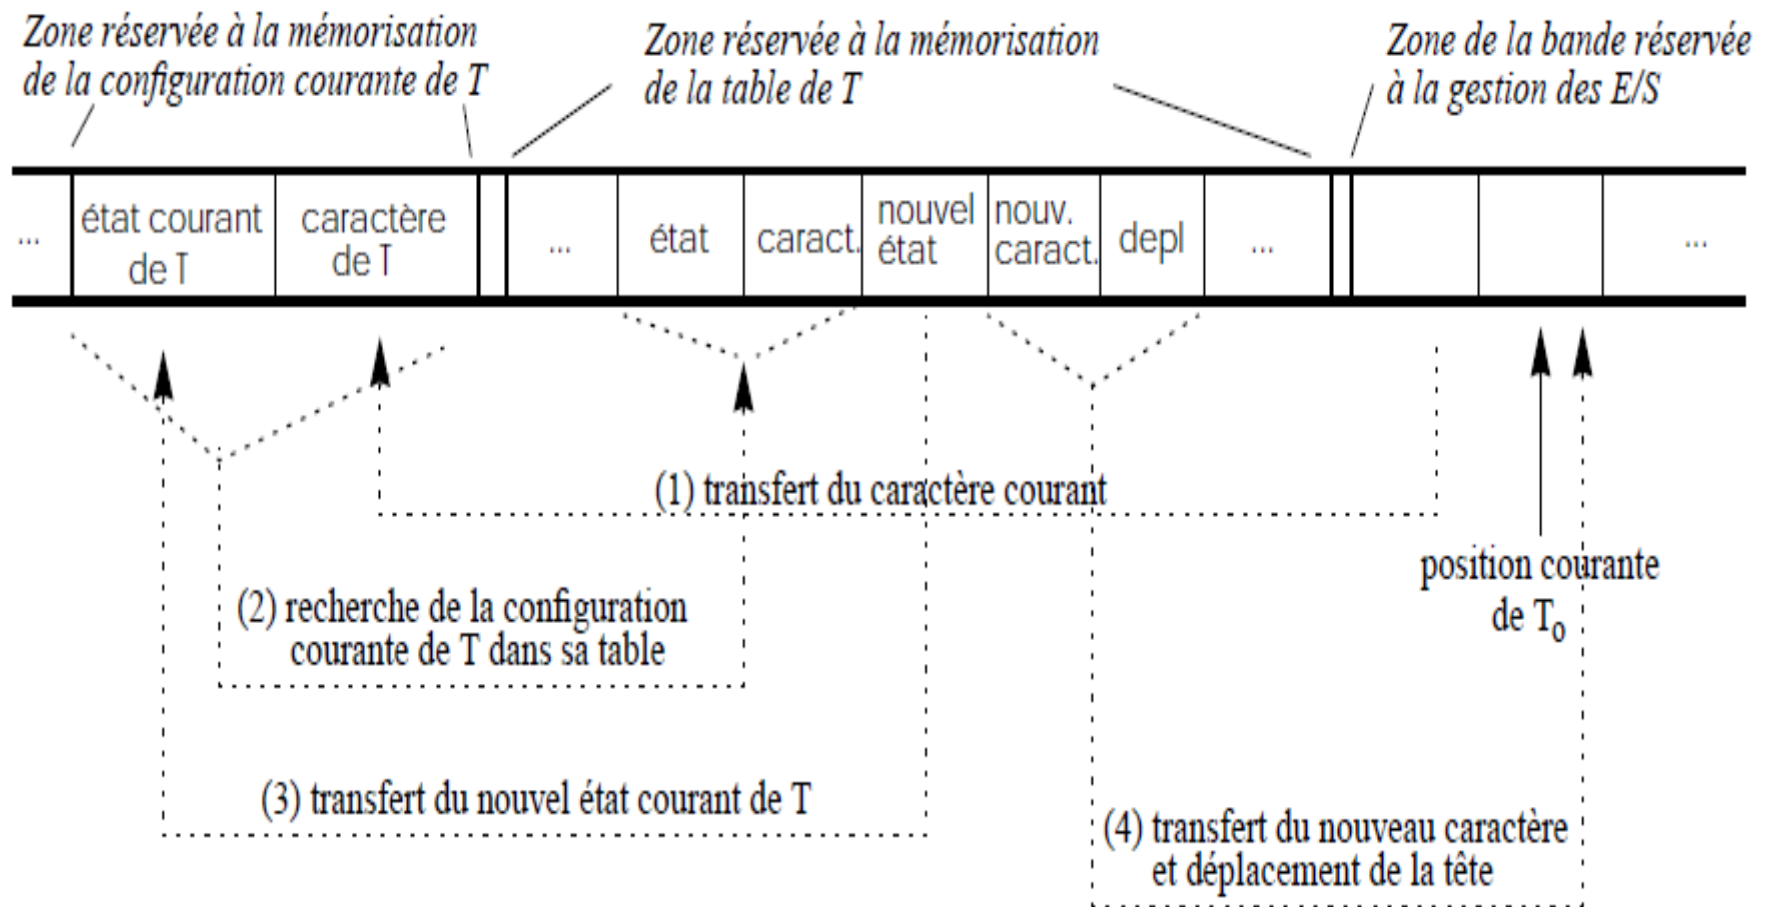 Zone réservée à la mémorisation
de la configuration courante de T
Zone réservée à la mémorisation
de la table de T
Zone de la bande réservée
à la gestion des E/S
...
état courant
de T
caractère
de T
...
état
caract.
nouvel
état
nouv.
caract.
depl
...
...
(1) transfert du caractère courant
position courante
de T₀
(2) recherche de la configuration
courante de T dans sa table
(3) transfert du nouvel état courant de T
(4) transfert du nouveau caractère
et déplacement de la tête